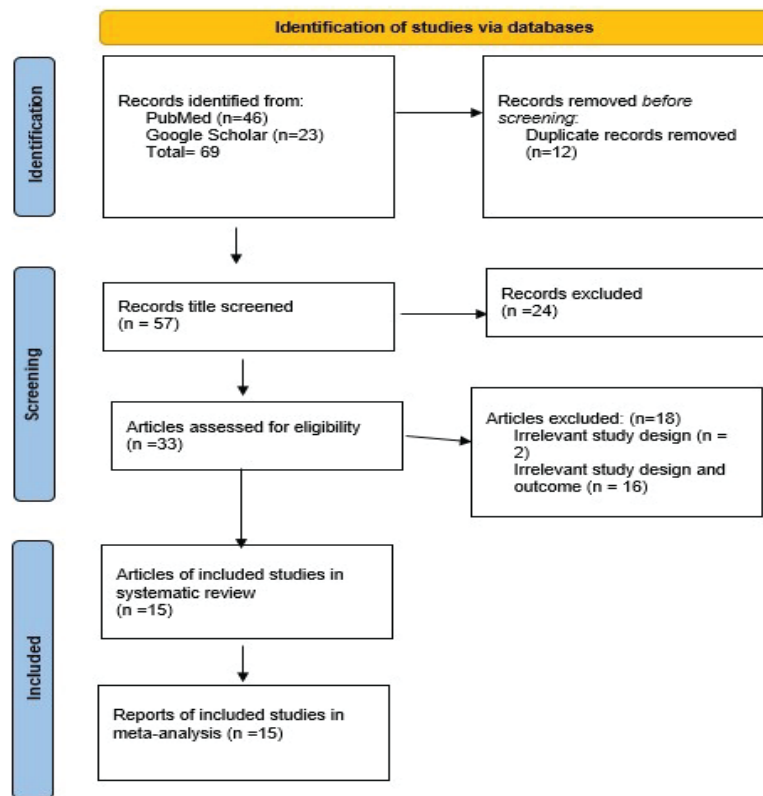 Identification of studies via databases
Identification
Records identified from:
PubMed (n=46)
Google Scholar (n=23)
Total= 69
Records removed before
screening:
Duplicate records removed
(n=12)
Screening
Records title screened
(n = 57)
Records excluded
(n =24)
Articles assessed for eligibility
(n =33)
Articles excluded: (n=18)
Irrelevant study design (n =
2)
Irrelevant study design and
outcome (n = 16)
Included
Articles of included studies in
systematic review
(n =15)
Reports of included studies in
meta-analysis (n =15)